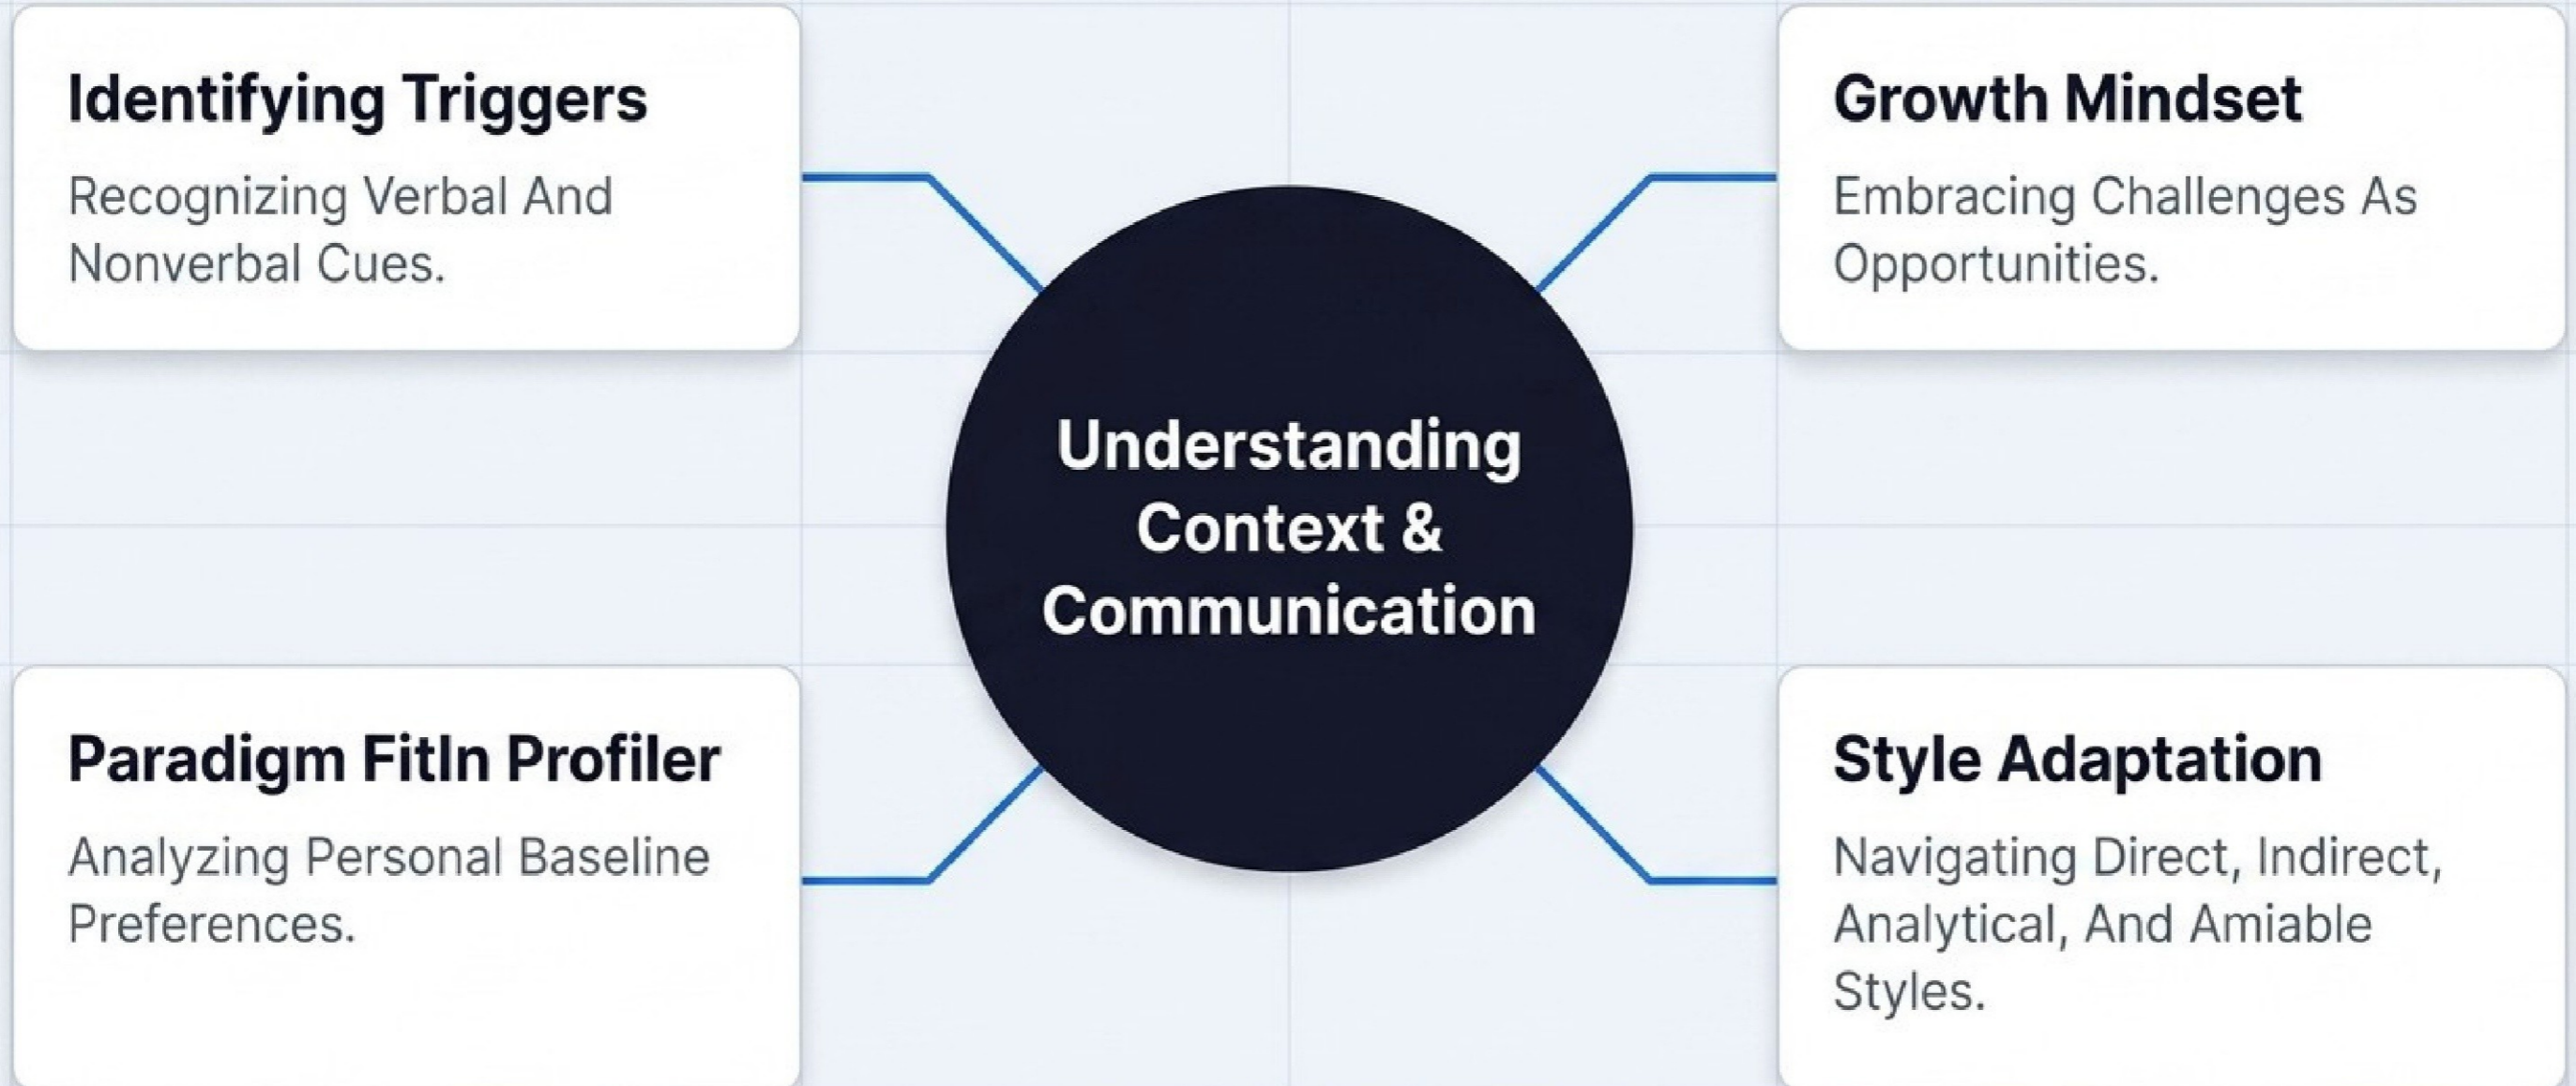 Identifying Triggers
Recognizing Verbal And
Nonverbal Cues.
Growth Mindset
Embracing Challenges As
Opportunities.
Understanding
Context &
Communication
Paradigm FitIn Profiler
Analyzing Personal Baseline
Preferences.
Style Adaptation
Navigating Direct, Indirect,
Analytical, And Amiable
Styles.